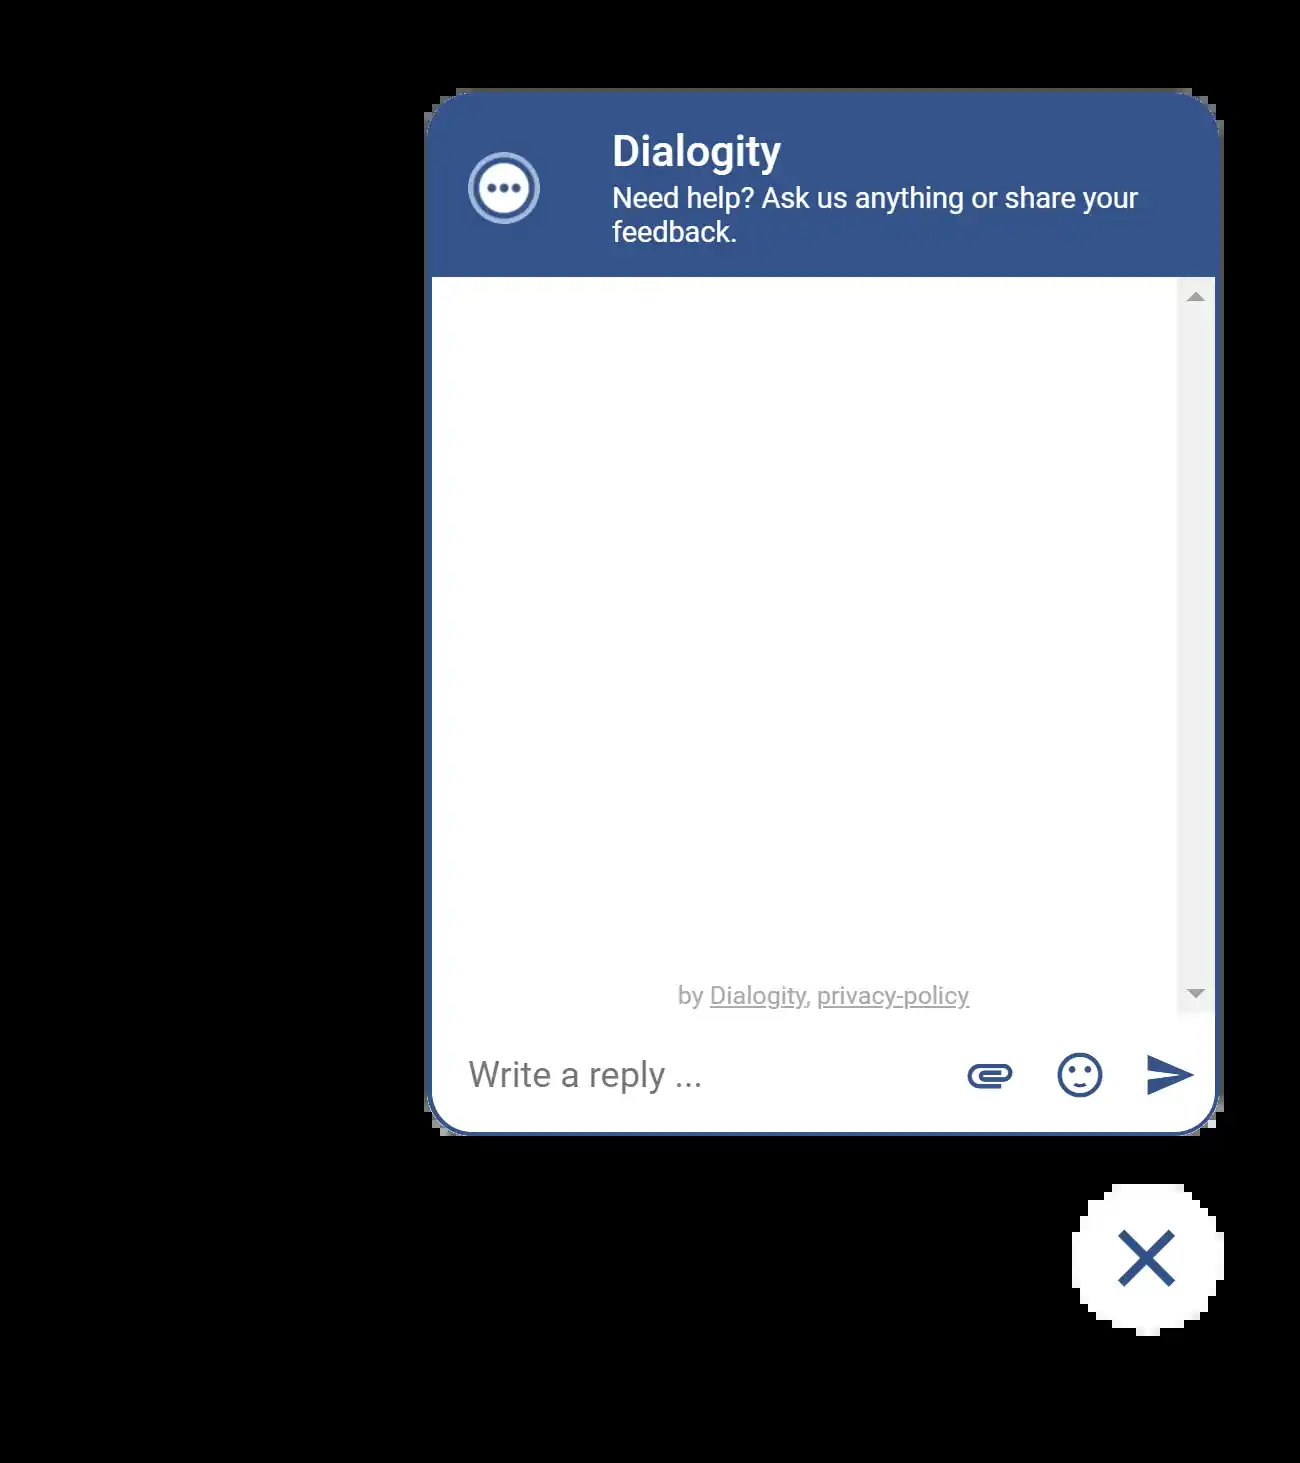 Dialogity
Need help? Ask us anything or share your
feedback.
by Dialogity, privacy-policy
Write a reply ...